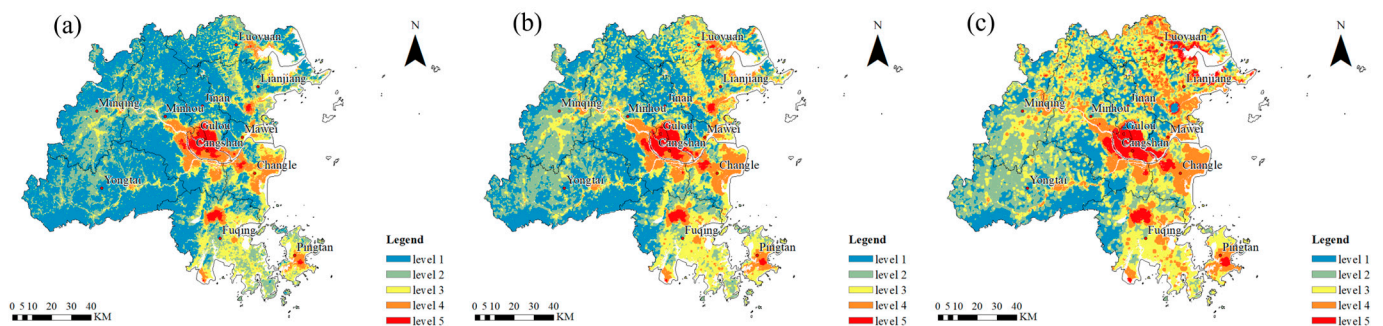 (a)
N
Luoyuan
Lianjiang
Jinan
Minqing
Minhou
Gulou
Mawei
Cangshan
Changle
Yongtai
Fuqing
Pingtan
Legend
level 1
level 2
level 3
level 4
level 5
0 5 10 20 30 40
KM
(b)
N
Luoyuan
Lianjiang
Jinan
Minqing
Minhou
Gulou
Mawei
Cangshan
Changle
Yongtai
Fuqing
Pingtan
Legend
level 1
level 2
level 3
level 4
level 5
0 5 10 20 30 40
KM
(c)
N
Luoyuan
Lianjiang
Jinan
Minqing
Minhou
Gulou
Mawei
Cangshan
Changle
Yongtai
Fuqing
Pingtan
Legend
level 1
level 2
level 3
level 4
level 5
0 5 10 20 30 40
KM